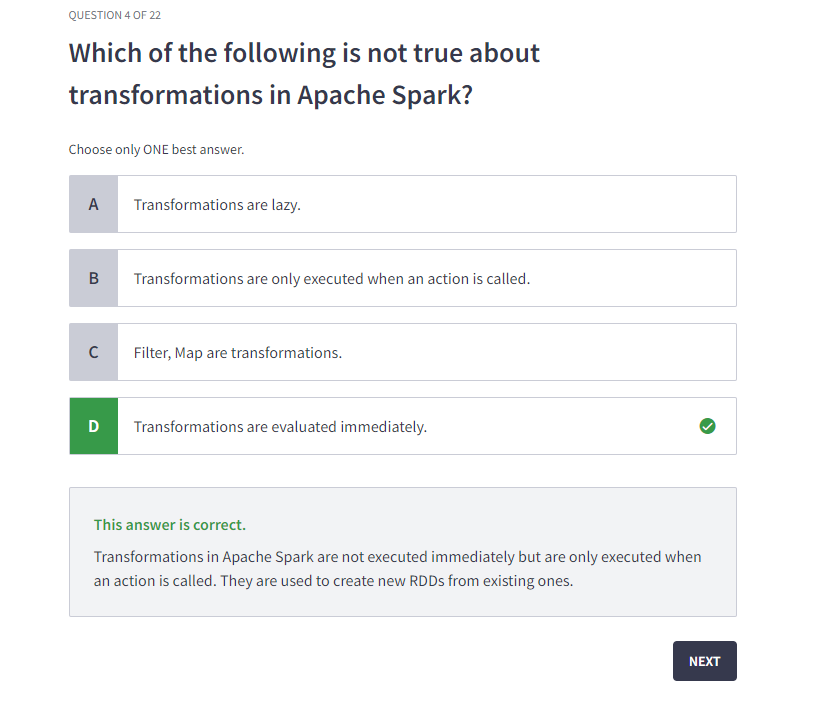 QUESTION 4 OF 22
Which of the following is not true about
transformations in Apache Spark?
Choose only ONE best answer.
A Transformations are lazy.
B Transformations are only executed when an action is called.
C Filter, Map are transformations.
D Transformations are evaluated immediately.
This answer is correct.
Transformations in Apache Spark are not executed immediately but are only executed when
an action is called. They are used to create new RDDs from existing ones.
NEXT